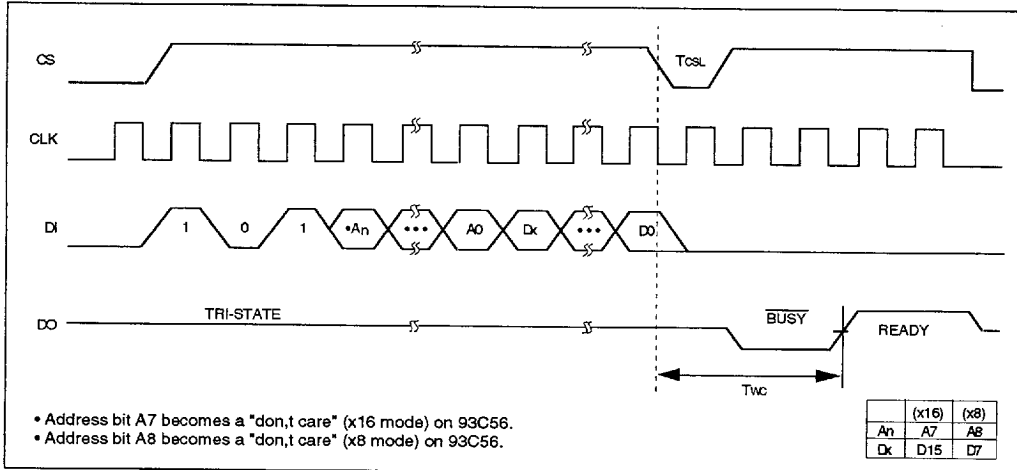 CS
TCSL
CLK
DI 1 0 1 •An ••• A0 Dx ••• D0
DO TRI-STATE BUSY READY
TWC
• Address bit A7 becomes a "don,t care" (x16 mode) on 93C56.
• Address bit A8 becomes a "don,t care" (x8 mode) on 93C56.
(x16) (x8)
An A7 A8
Dx D15 D7